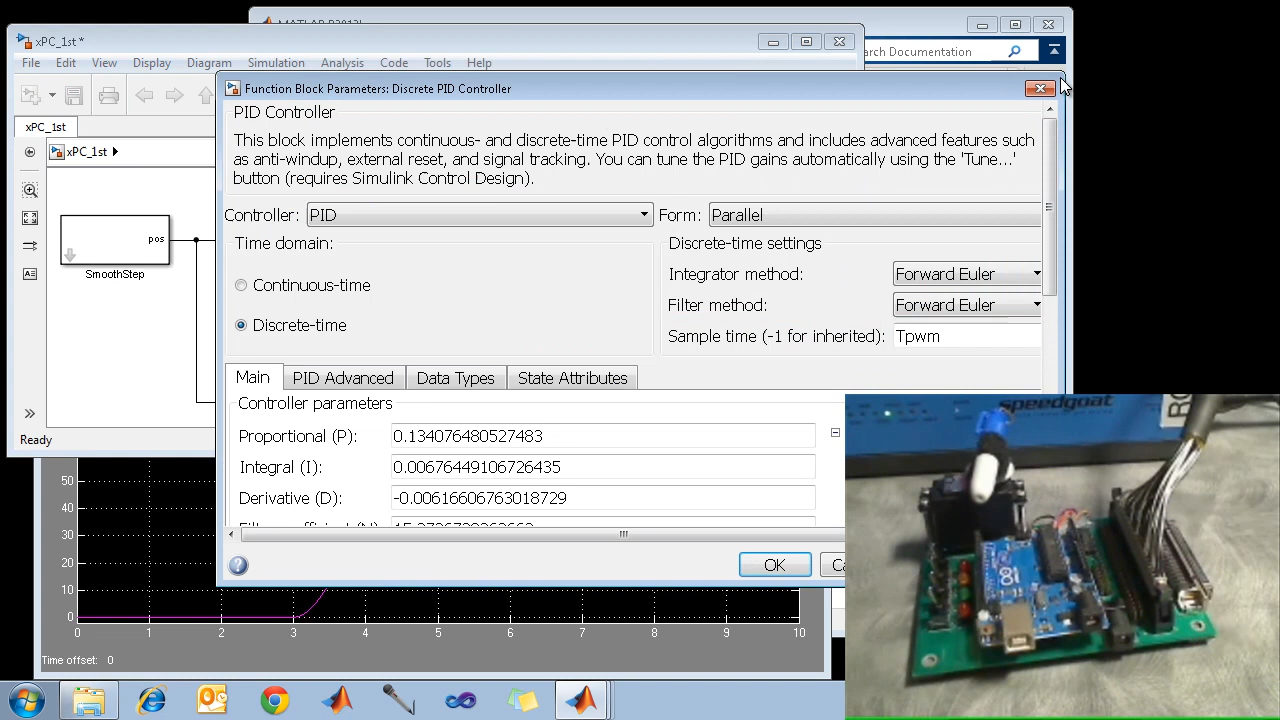 MATLAB R2013b
xPC_1st *
File Edit View Display Diagram Simulation Code Tools Help
arch Documentation
xPC_1st
xPC_1st
pos
SmoothStep
Ready
Discrete PID Controller
PID Controller
This block implements continuous- and discrete-time PID control algorithms and includes advanced features such
as anti-windup, external reset, and signal tracking. You can tune the PID gains automatically using the 'Tune...'
button (requires Simulink Control Design).
Controller: PID
Form: Parallel
Time domain:
Continuous-time
Discrete-time
Discrete-time settings
Integrator method: Forward Euler
Filter method: Forward Euler
Sample time (-1 for inherited): Tpwm
Main PID Advanced Data Types State Attributes
Controller parameters
Proportional (P): 0.134076480527483
Integral (I): 0.00676449106726435
Derivative (D): -0.00616606763018729
OK
50
40
30
20
10
0
0 1 2 3 4 5 6 7 8 9 10
Time offset: 0
speedgoat